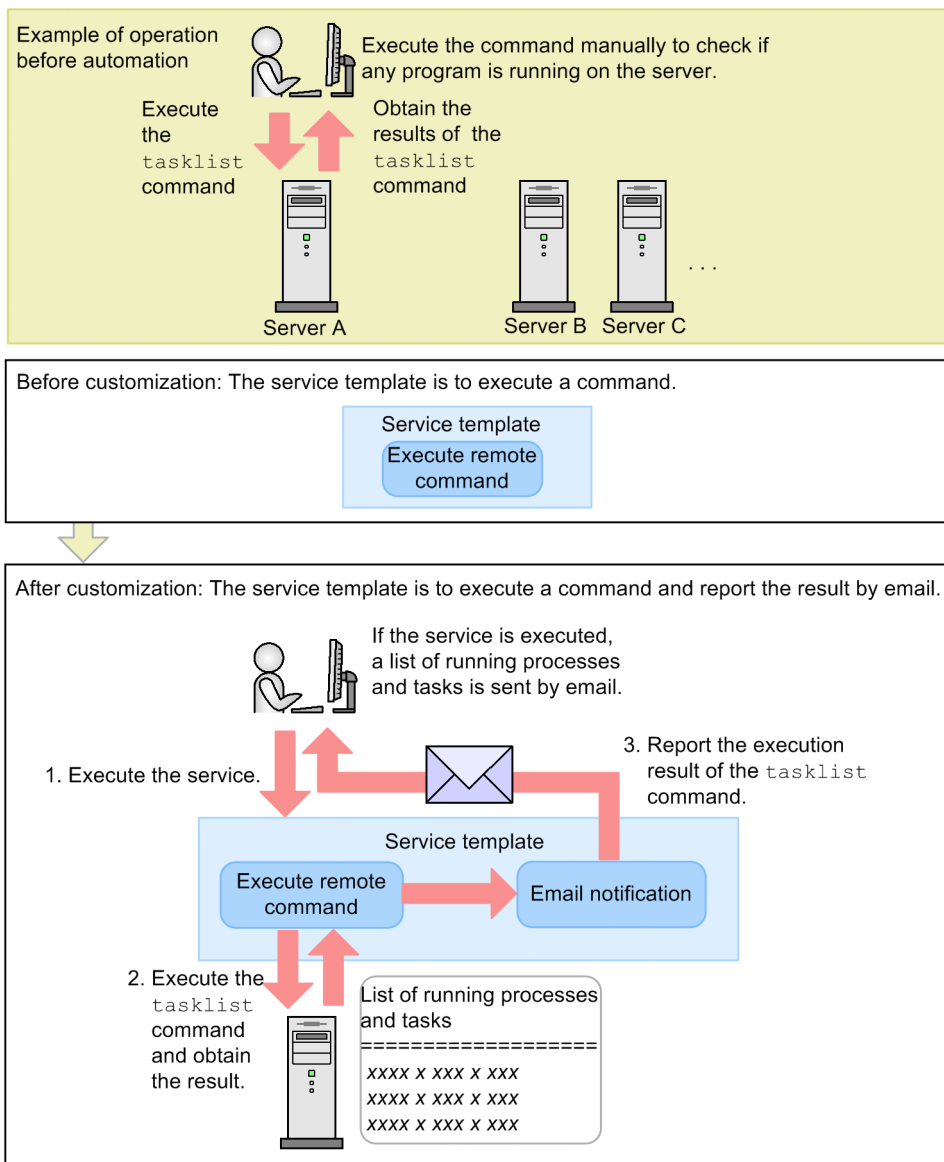 Example of operation
before automation
Execute the command manually to check if
any program is running on the server.
Execute
the
tasklist
command
Obtain the
results of the
tasklist
command
Server A
Server B
Server C
...
Before customization: The service template is to execute a command.
Service template
Execute remote
command
After customization: The service template is to execute a command and report the result by email.
If the service is executed,
a list of running processes
and tasks is sent by email.
1. Execute the service.
3. Report the execution
result of the tasklist
command.
Service template
Execute remote
command
Email notification
2. Execute the
tasklist
command
and obtain
the result.
List of running processes
and tasks
===================
xxxx x xxx x xxx
xxxx x xxx x xxx
xxxx x xxx x xxx